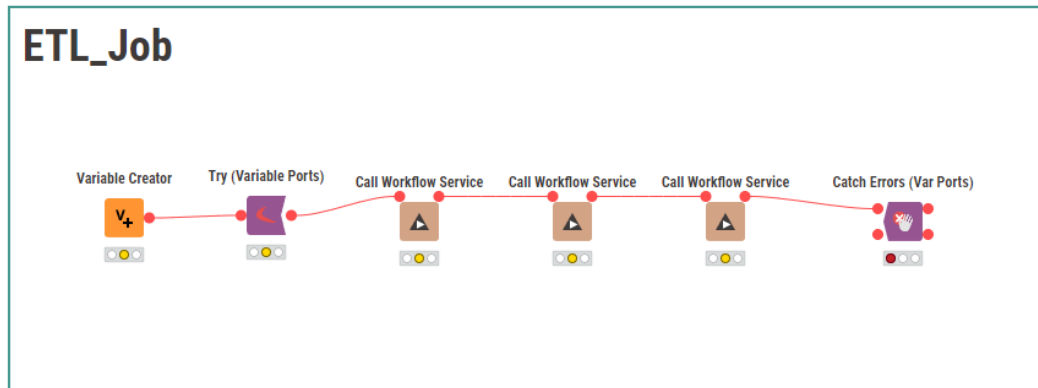 ETL_Job
Variable Creator
Try (Variable Ports)
Call Workflow Service
Call Workflow Service
Call Workflow Service
Catch Errors (Var Ports)
V+